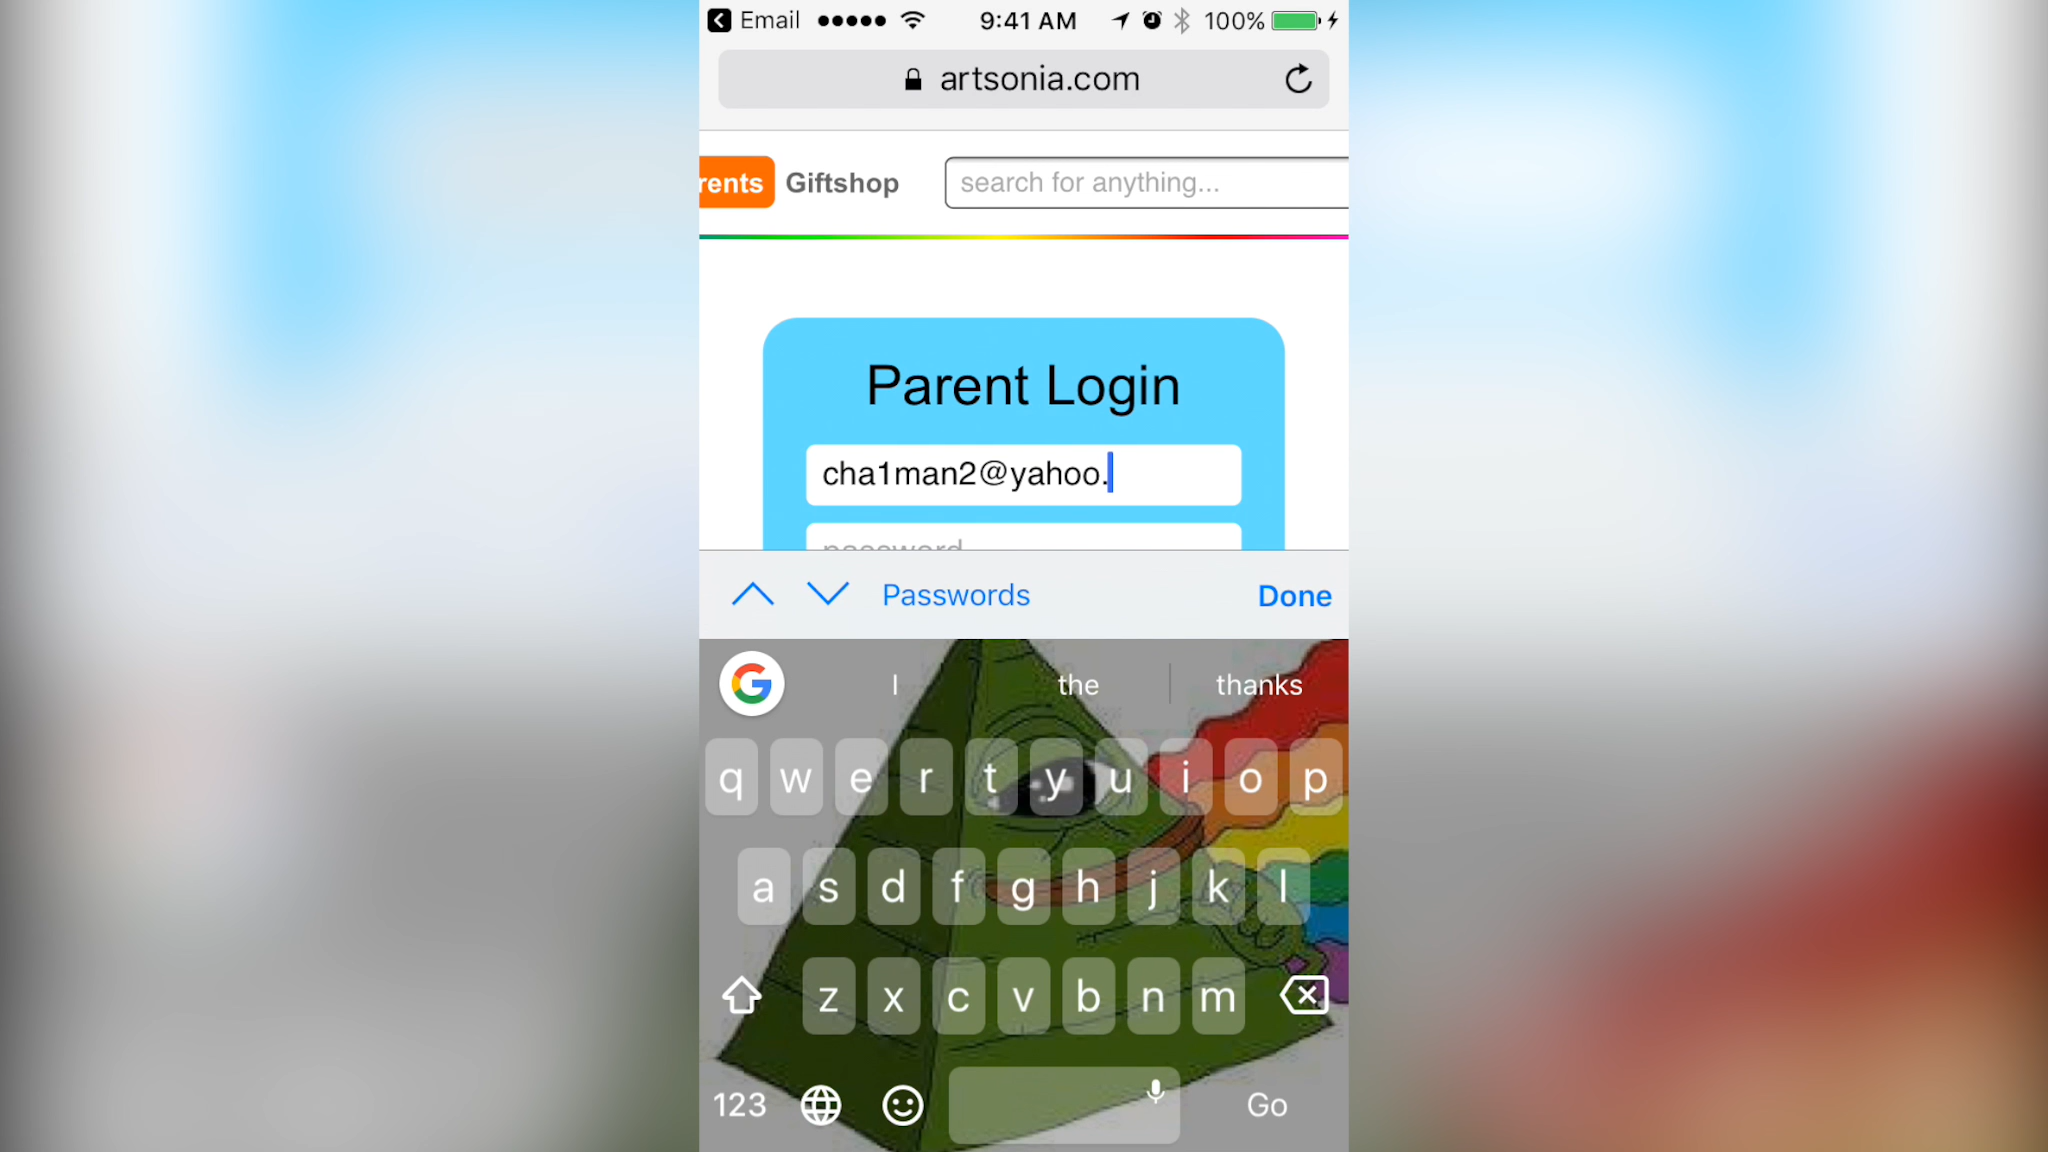 Email 9:41 AM 100%
artsonia.com
rents Giftshop search for anything...
Parent Login
cha1man2@yahoo.
password
Passwords Done
G I the thanks
q w e r t y u i o p
a s d f g h j k l
z x c v b n m
123 Go